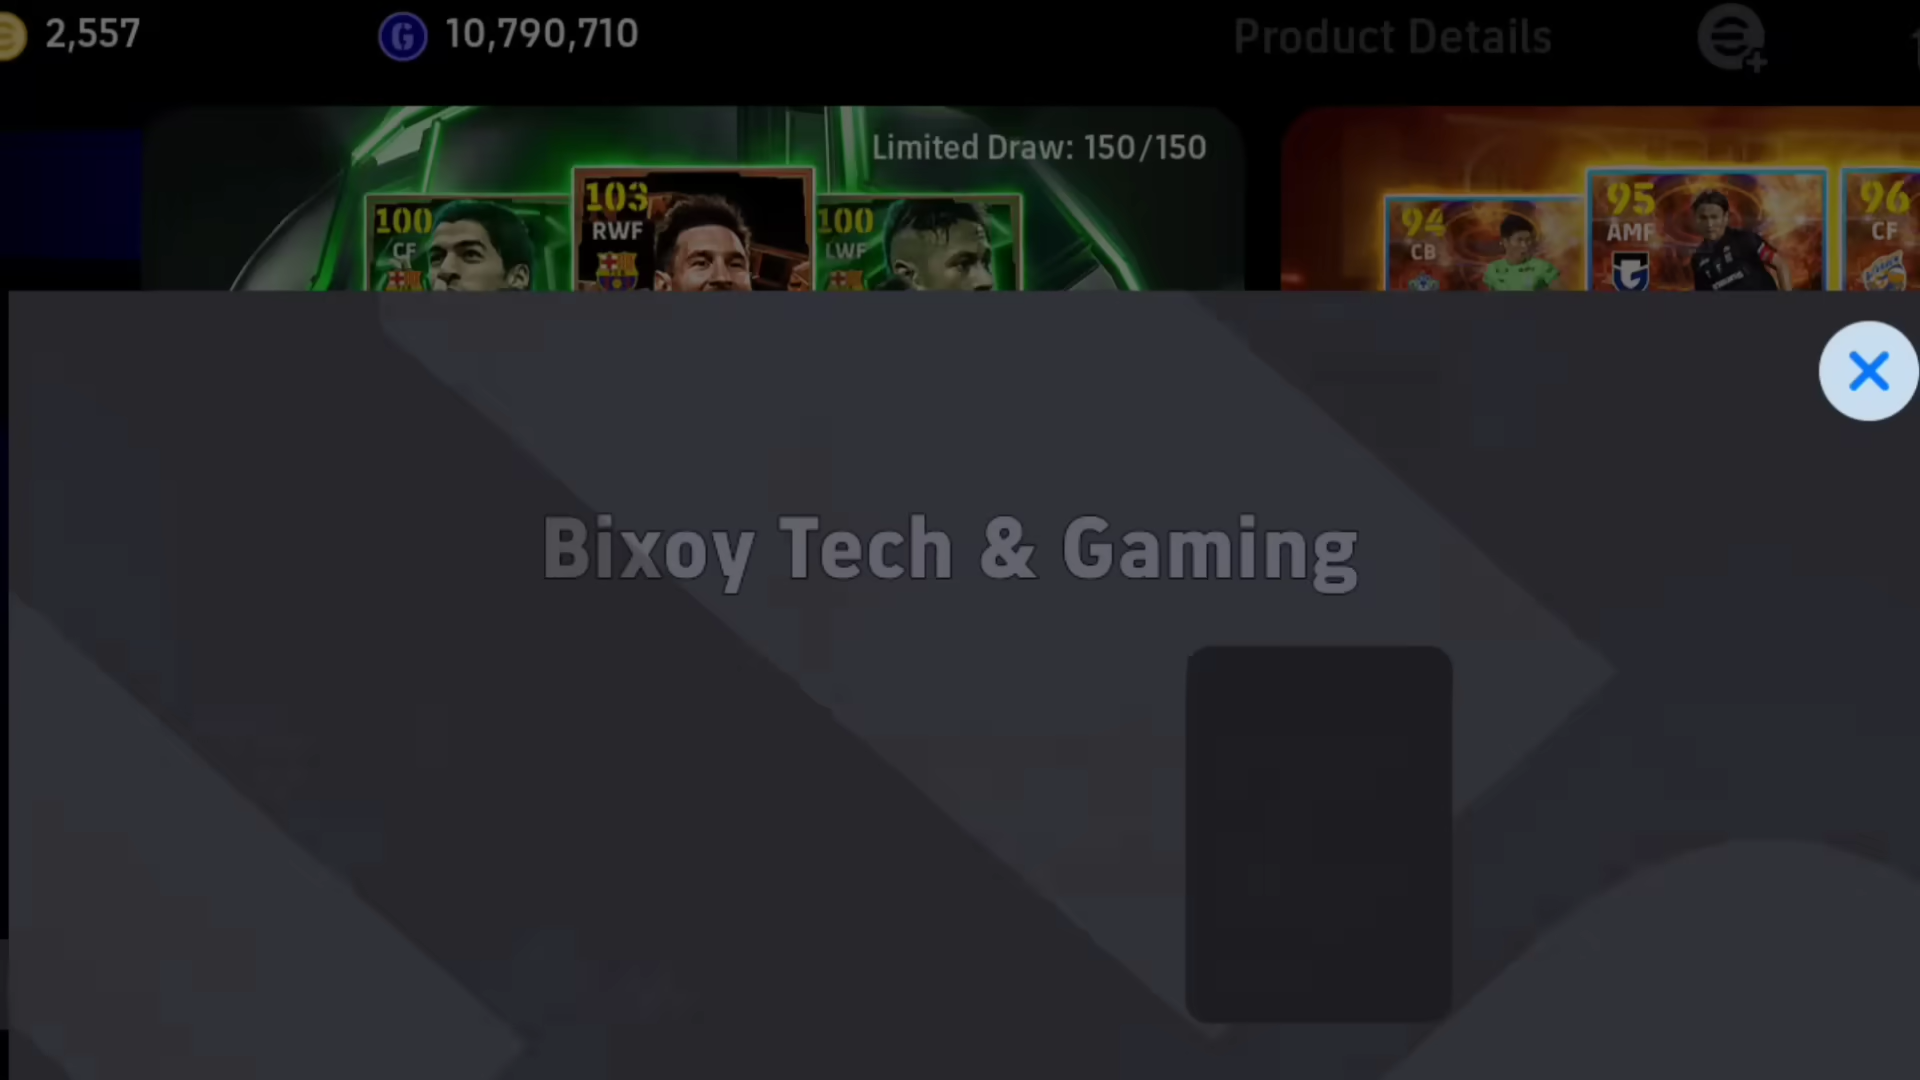 2,557
10,790,710
Product Details
Limited Draw: 150/150
100
CF
103
RWF
100
LWF
94
CB
95
AMF
96
CF
Bixoy Tech & Gaming